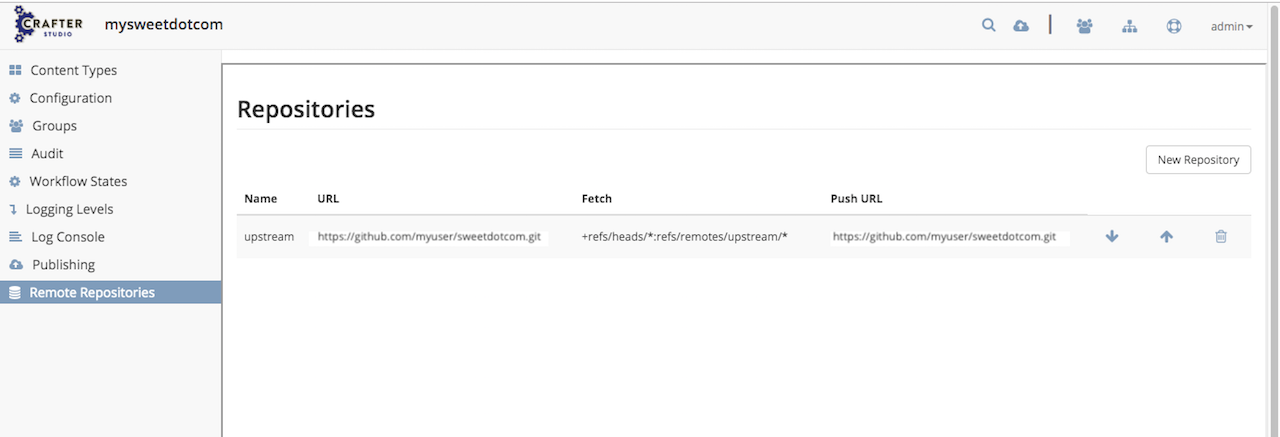 CRAFTER
STUDIO
mysweetdotcom
admin
Content Types
Configuration
Groups
Audit
Workflow States
Logging Levels
Log Console
Publishing
Remote Repositories
Repositories
New Repository
Name URL Fetch Push URL
upstream https://github.com/myuser/sweetdotcom.git +refs/heads/*:refs/remotes/upstream/* https://github.com/myuser/sweetdotcom.git